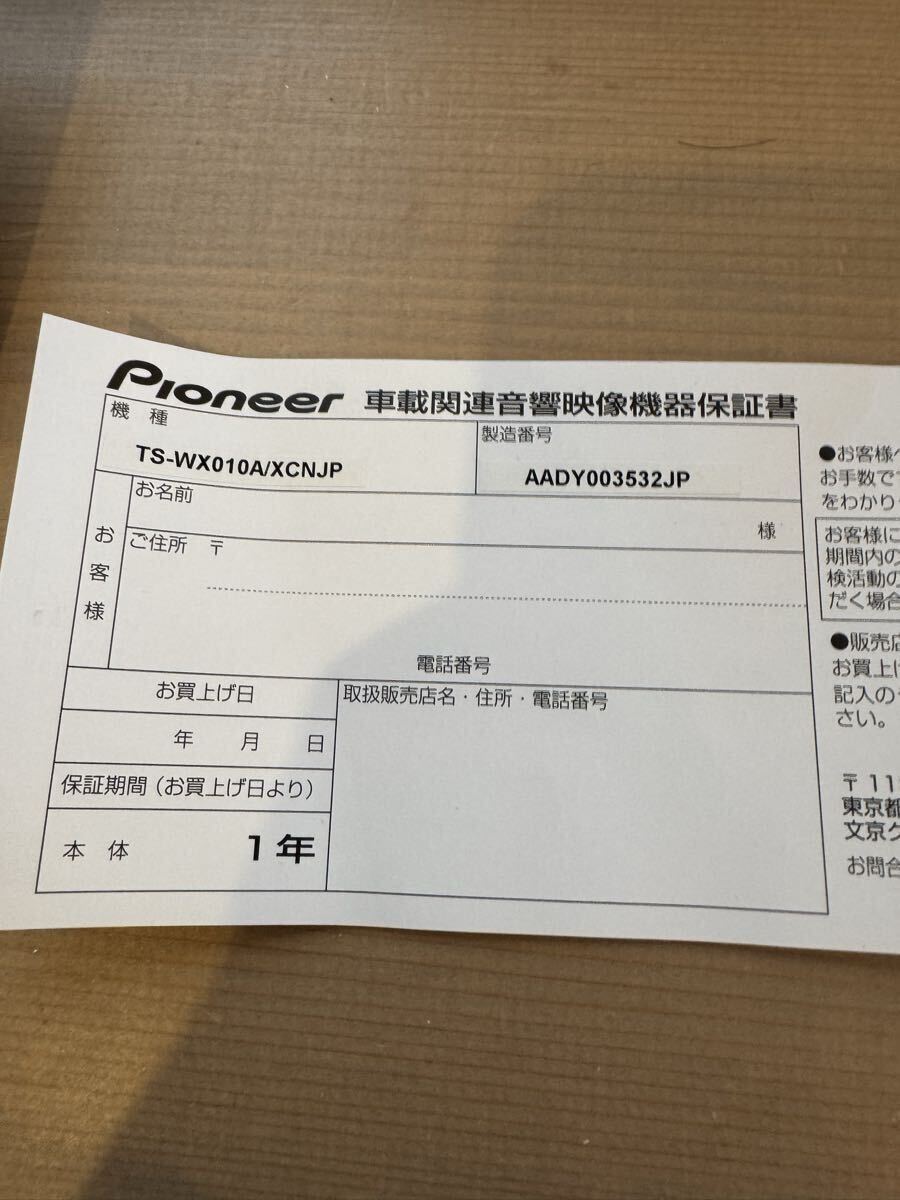 Pioneer 車載関連音響映像機器保証書
機 種
TS-WX010A/XCNJP
製造番号
AADY003532JP
お客様
お名前
様
ご住所 〒
電話番号
お買上げ日
年 月 日
保証期間(お買上げ日より)
本 体 1年
取扱販売店名・住所・電話番号
●お客様へ
お手数で
をわかり
お客様に
期間内の
検活動の
だく場合
●販売店
お買上げ
記入の
さい。
〒 11
東京都
文京
お問合